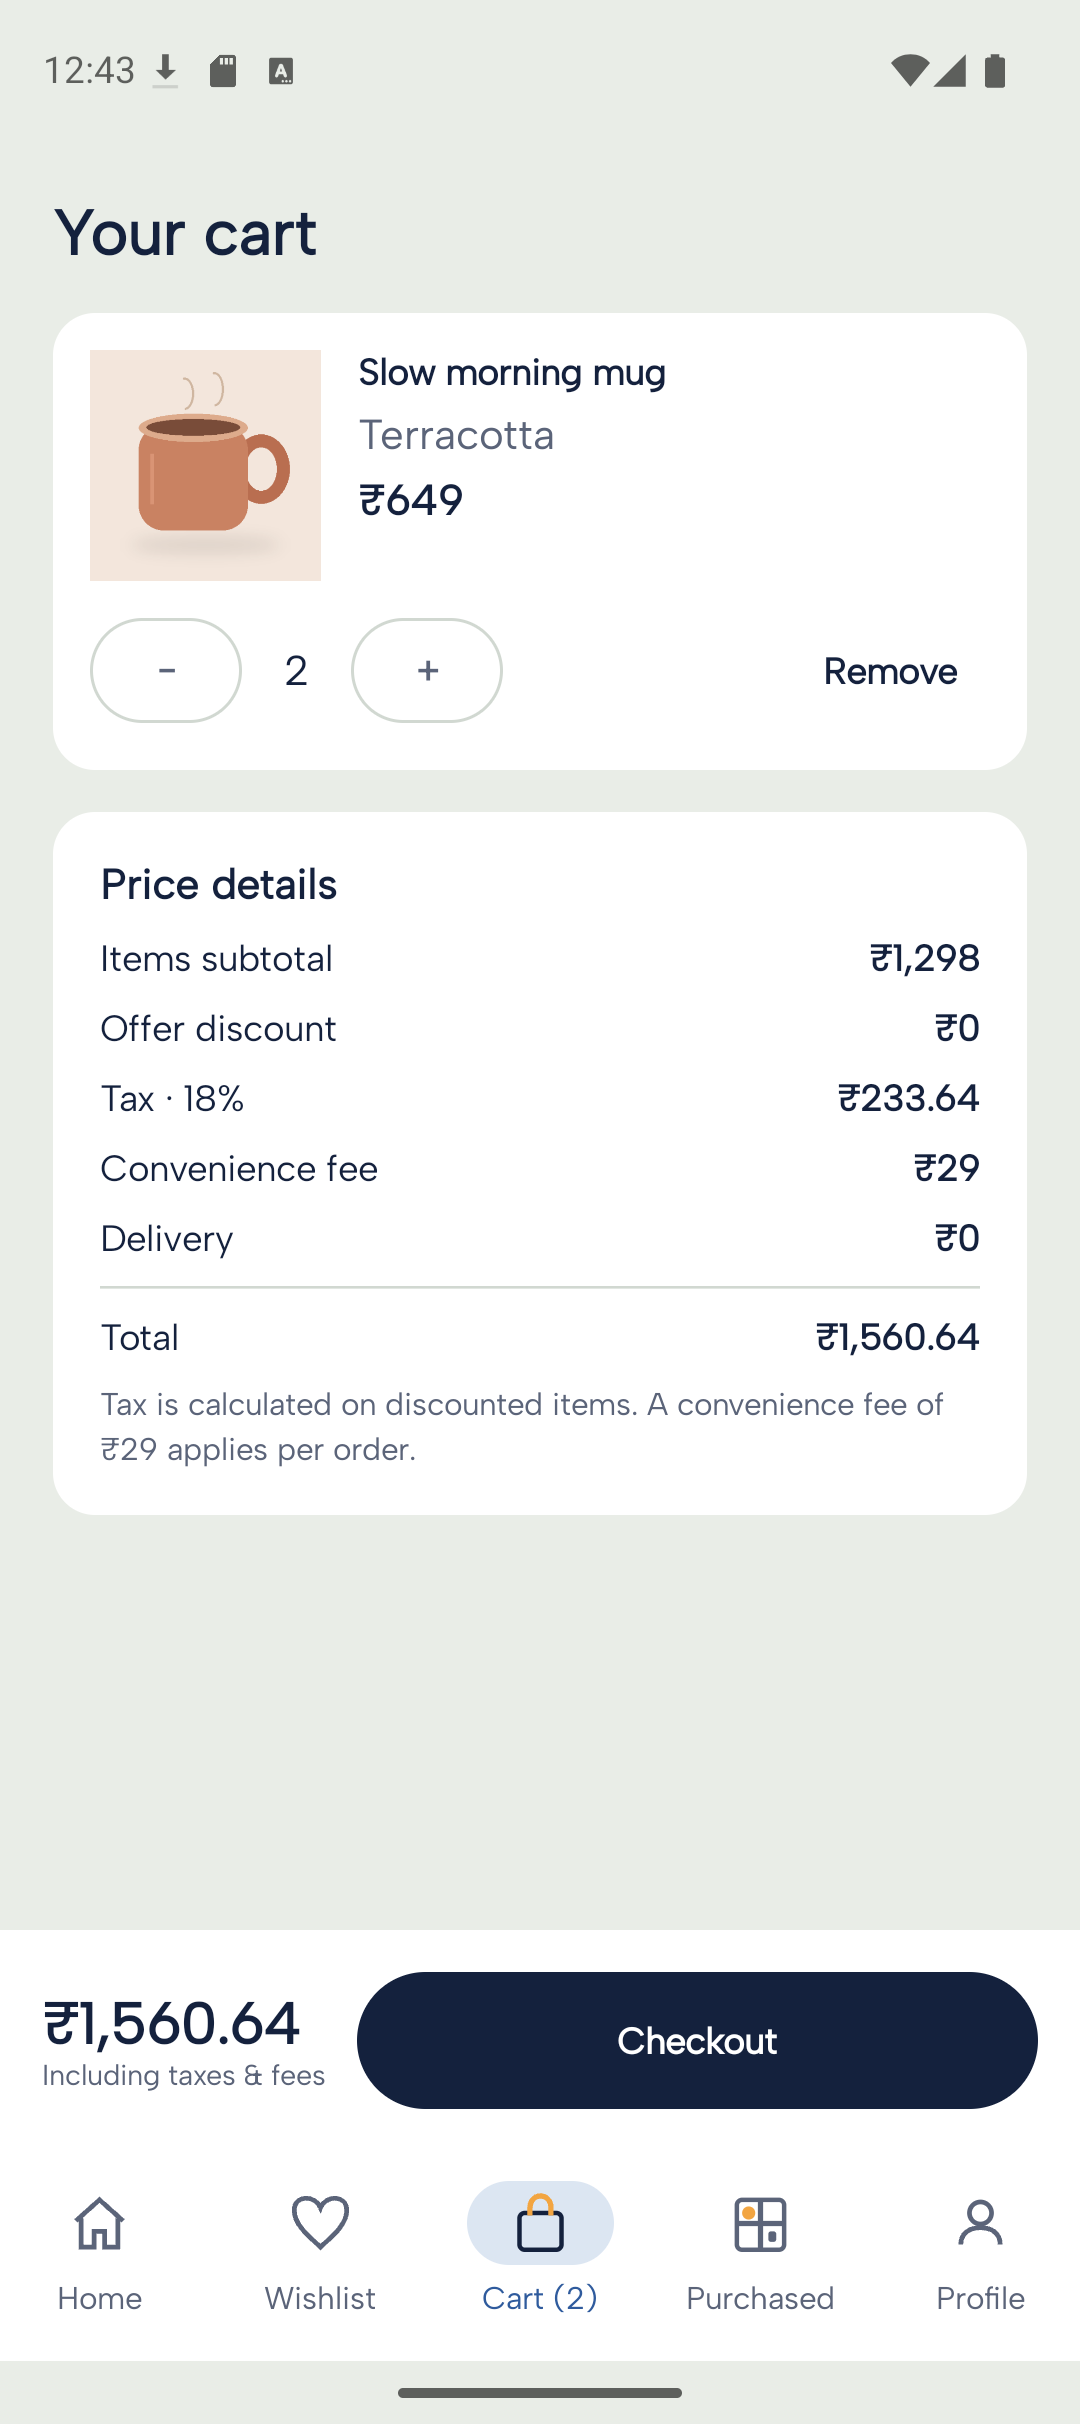 12:43
Your cart
Slow morning mug
Terracotta
₹649
- 2 + Remove
Price details
Items subtotal ₹1,298
Offer discount ₹0
Tax · 18% ₹233.64
Convenience fee ₹29
Delivery ₹0
Total ₹1,560.64
Tax is calculated on discounted items. A convenience fee of
₹29 applies per order.
₹1,560.64
Including taxes & fees
Checkout
Home Wishlist Cart (2) Purchased Profile